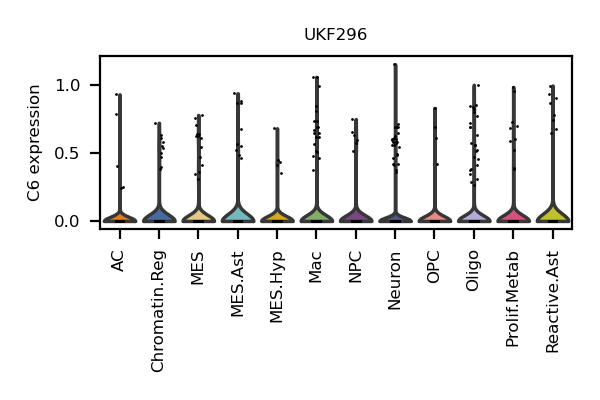 UKF296
C6 expression
1.0
0.5
0.0
AC
Chromatin.Reg
MES
MES.Ast
MES.Hyp
Mac
NPC
Neuron
OPC
Oligo
Prolif.Metab
Reactive.Ast